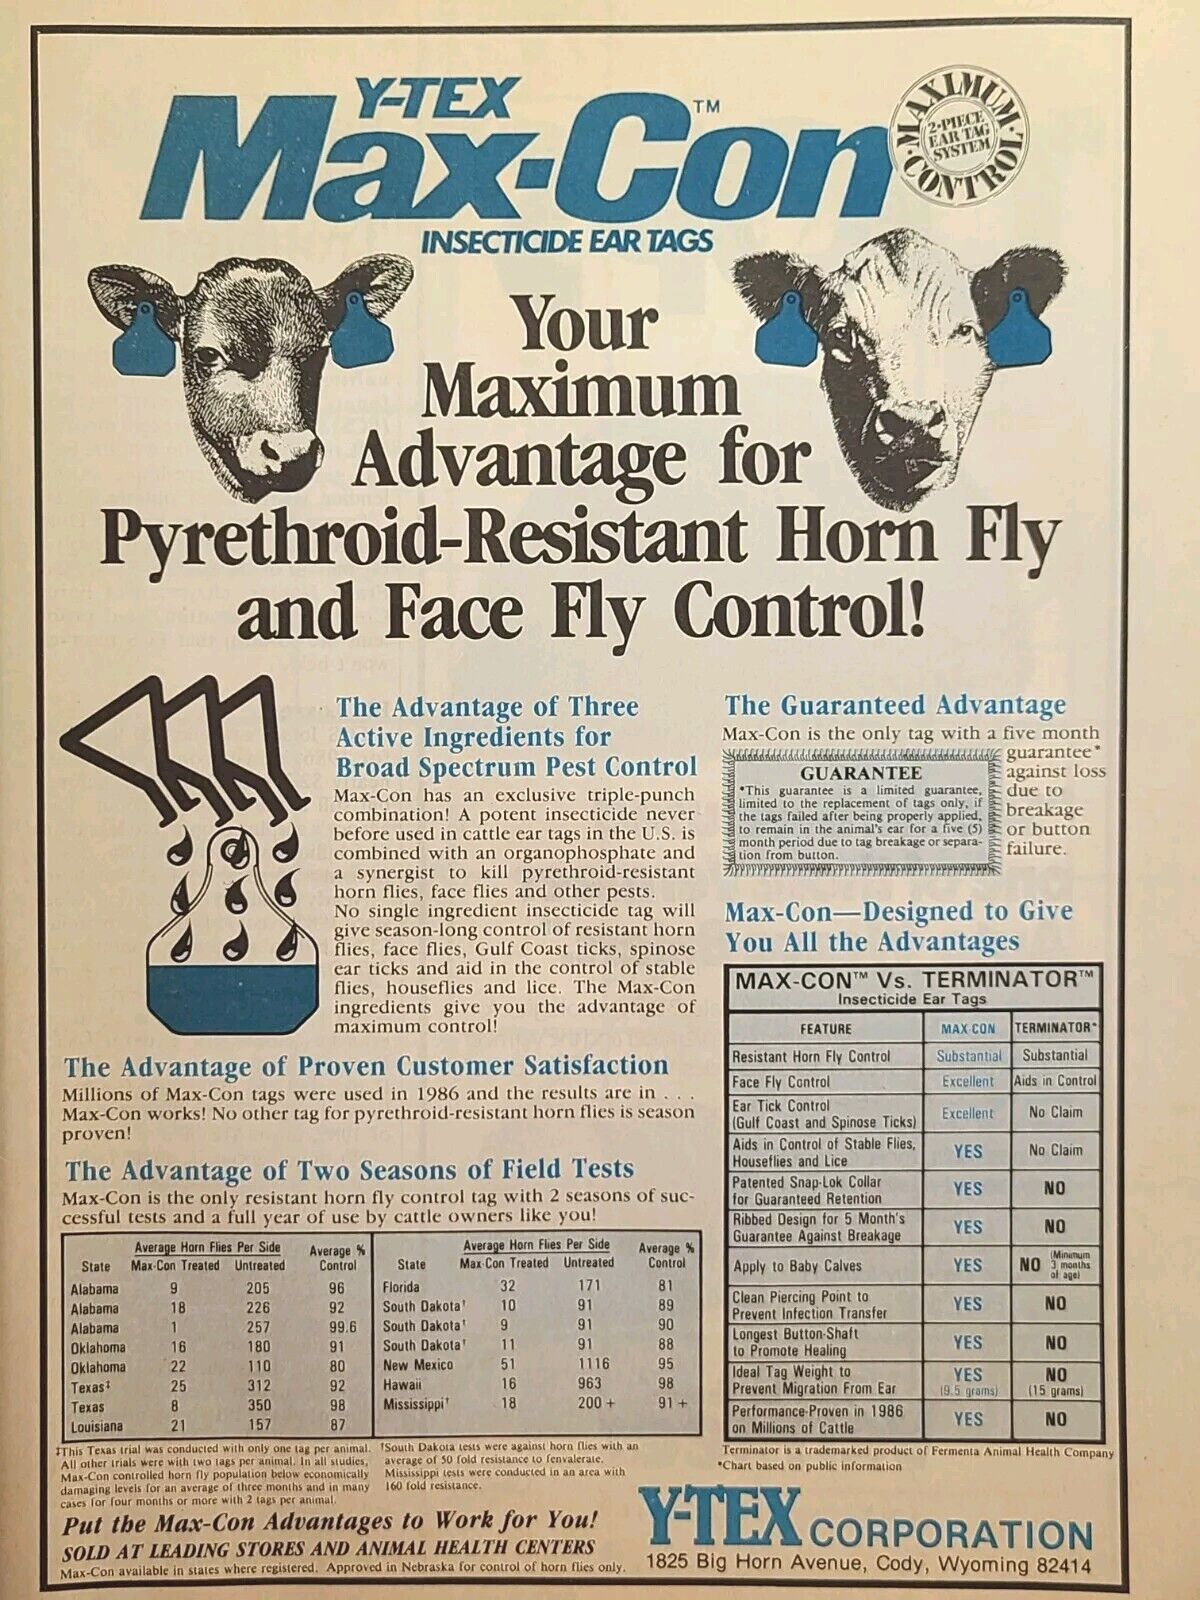 Y-TEX
Max-Con™
INSECTICIDE EAR TAGS
MAXIMUM CONTROL
2-PIECE
EAR TAG
SYSTEM
Your
Maximum
Advantage for
Pyrethroid-Resistant Horn Fly
and Face Fly Control!
The Advantage of Three
Active Ingredients for
Broad Spectrum Pest Control
Max-Con has an exclusive triple-punch
combination! A potent insecticide never
before used in cattle ear tags in the U.S. is
combined with an organophosphate and
a synergist to kill pyrethroid-resistant
horn flies, face flies and other pests.
No single ingredient insecticide tag will
give season-long control of resistant horn
flies, face flies, Gulf Coast ticks, spinose
ear ticks and aid in the control of stable
flies, houseflies and lice. The Max-Con
ingredients give you the advantage of
maximum control!
The Advantage of Proven Customer Satisfaction
Millions of Max-Con tags were used in 1986 and the results are in . . .
Max-Con works! No other tag for pyrethroid-resistant horn flies is season
proven!
The Advantage of Two Seasons of Field Tests
Max-Con is the only resistant horn fly control tag with 2 seasons of suc-
cessful tests and a full year of use by cattle owners like you!
Average Horn Flies Per Side Average %
State Max-Con Treated Untreated Control
Alabama 9 205 96
Alabama 18 226 92
Alabama 1 257 99.6
Oklahoma 16 180 91
Oklahoma 22 110 80
Texas‡ 25 312 92
Texas 8 350 98
Louisiana 21 157 87
Average Horn Flies Per Side Average %
State Max-Con Treated Untreated Control
Florida 32 171 81
South Dakota† 10 91 89
South Dakota† 9 91 90
South Dakota† 11 91 88
New Mexico 51 1116 95
Hawaii 16 963 98
Mississippi† 18 200 + 91 +
‡This Texas trial was conducted with only one tag per animal.
All other trials were with two tags per animal. In all studies,
Max-Con controlled horn fly population below economically
damaging levels for an average of three months and in many
cases for four months or more with 2 tags per animal.
†South Dakota tests were against horn flies with an
average of 50 fold resistance to fenvalerate.
Mississippi tests were conducted in an area with
160 fold resistance.
Put the Max-Con Advantages to Work for You!
SOLD AT LEADING STORES AND ANIMAL HEALTH CENTERS
Max-Con available in states where registered. Approved in Nebraska for control of horn flies only.
The Guaranteed Advantage
Max-Con is the only tag with a five month
guarantee*
against loss
due to
breakage
or button
failure.
GUARANTEE
*This guarantee is a limited guarantee,
limited to the replacement of tags only, if
the tags failed after being properly applied,
to remain in the animal's ear for a five (5)
month period due to tag breakage or separa-
tion from button.
Max-Con—Designed to Give
You All the Advantages
MAX-CON™ Vs. TERMINATOR™
Insecticide Ear Tags
FEATURE MAX-CON TERMINATOR*
Resistant Horn Fly Control Substantial Substantial
Face Fly Control Excellent Aids in Control
Ear Tick Control
(Gulf Coast and Spinose Ticks) Excellent No Claim
Aids in Control of Stable Flies,
Houseflies and Lice YES No Claim
Patented Snap-Lok Collar
for Guaranteed Retention YES NO
Ribbed Design for 5 Month's
Guarantee Against Breakage YES NO
Apply to Baby Calves YES NO (Minimum 3 months of age)
Clean Piercing Point to
Prevent Infection Transfer YES NO
Longest Button-Shaft
to Promote Healing YES NO
Ideal Tag Weight to
Prevent Migration From Ear YES (9.5 grams) NO (15 grams)
Performance-Proven in 1986
on Millions of Cattle YES NO
Terminator is a trademarked product of Fermenta Animal Health Company
*Chart based on public information
Y-TEX CORPORATION
1825 Big Horn Avenue, Cody, Wyoming 82414